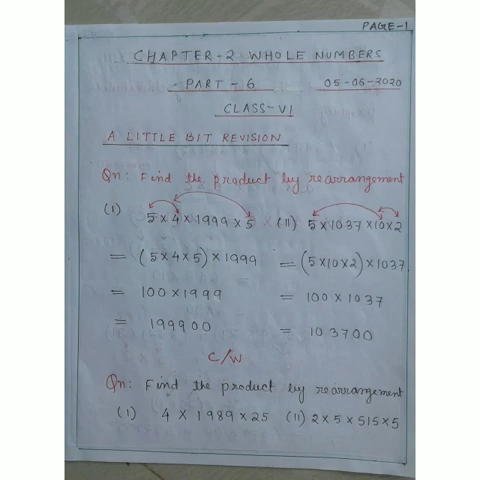 PAGE-1
CHAPTER-2 WHOLE NUMBERS
PART - 6 05-06-2020
CLASS-VI
A LITTLE BIT REVISION
Qn: Find the product by rearrangement
(I) 5×4×1999×5 (II) 5×1037×10×2
= (5×4×5)×1999 = (5×10×2)×1037
= 100×1999 = 100×1037
= 199900 = 103700
C/W
Qn: Find the product by rearrangement
(I) 4 × 1989×25 (II) 2×5×515×5